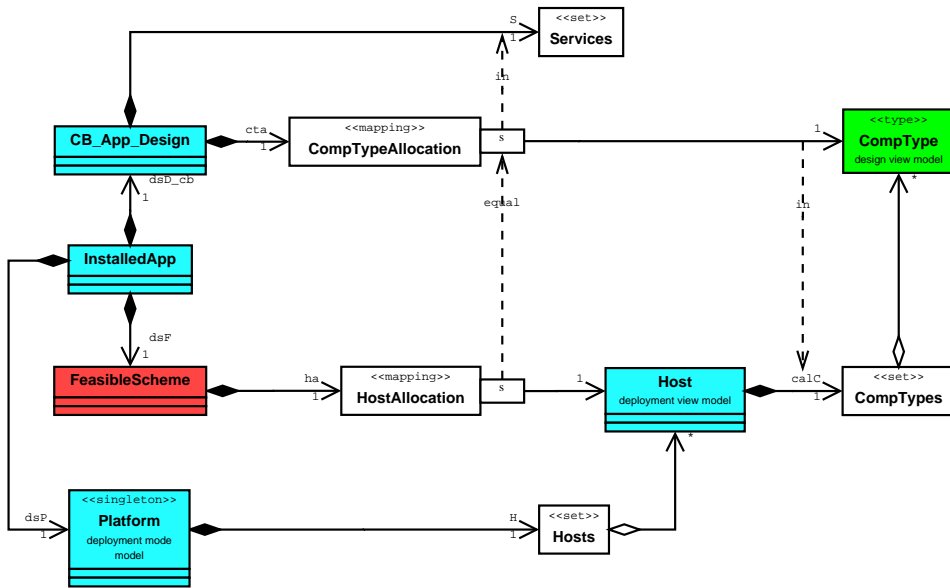 S
1
<<set>>
Services
in
CB_App_Design
cta
1
<<mapping>>
CompTypeAllocation
s
1
<<type>>
CompType
design view model
*
dsD_cb
1
equal
in
InstalledApp
dsF
1
FeasibleScheme
ha
1
<<mapping>>
HostAllocation
s
1
Host
deployment view model
*
calC
1
<<set>>
CompTypes
dsP
1
<<singleton>>
Platform
deployment mode
model
H
1
<<set>>
Hosts